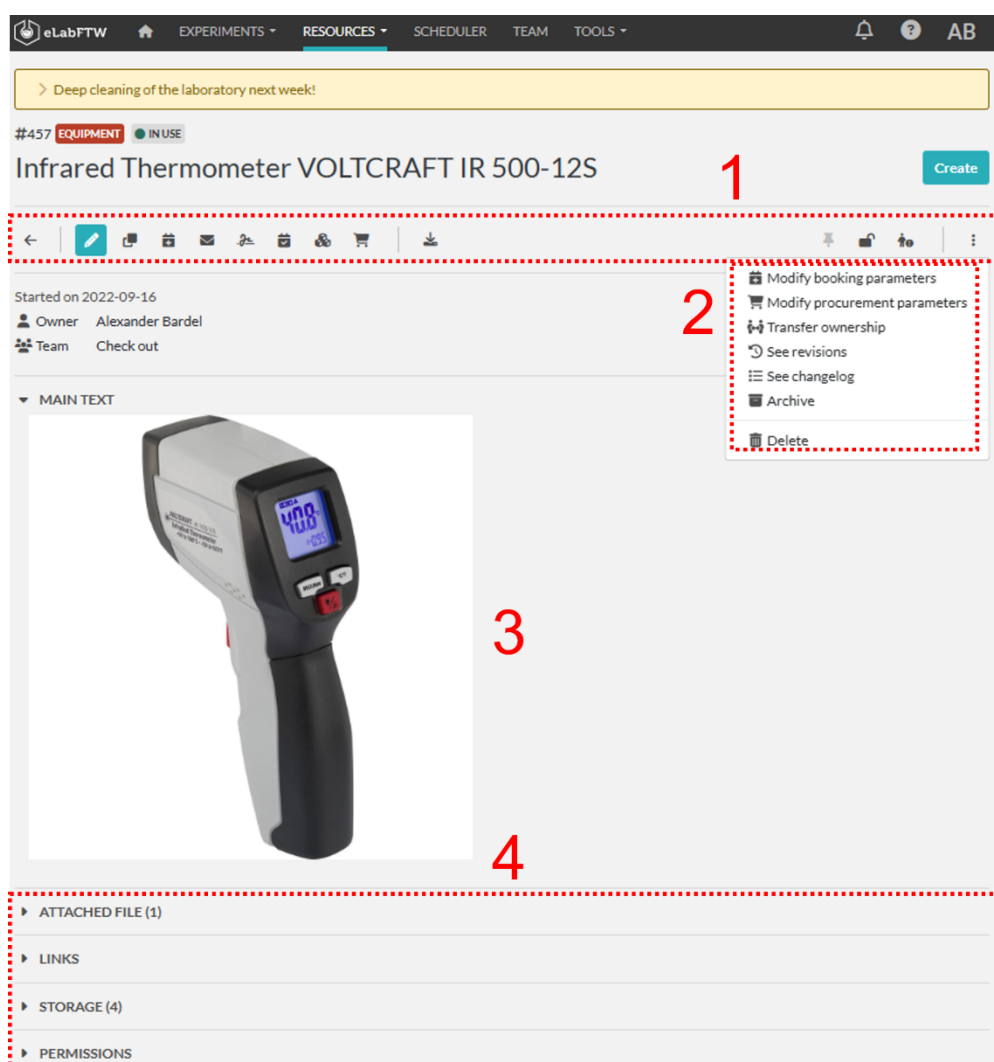 eLabFTW EXPERIMENTS RESOURCES SCHEDULER TEAM TOOLS ? AB
Deep cleaning of the laboratory next week!
#457 EQUIPMENT IN USE
Infrared Thermometer VOLTCRAFT IR 500-12S
1
Create
2
Modify booking parameters
Modify procurement parameters
Transfer ownership
See revisions
See changelog
Archive
Delete
Started on 2022-09-16
Owner Alexander Bardel
Team Check out
MAIN TEXT
40.8
3
4
ATTACHED FILE (1)
LINKS
STORAGE (4)
PERMISSIONS